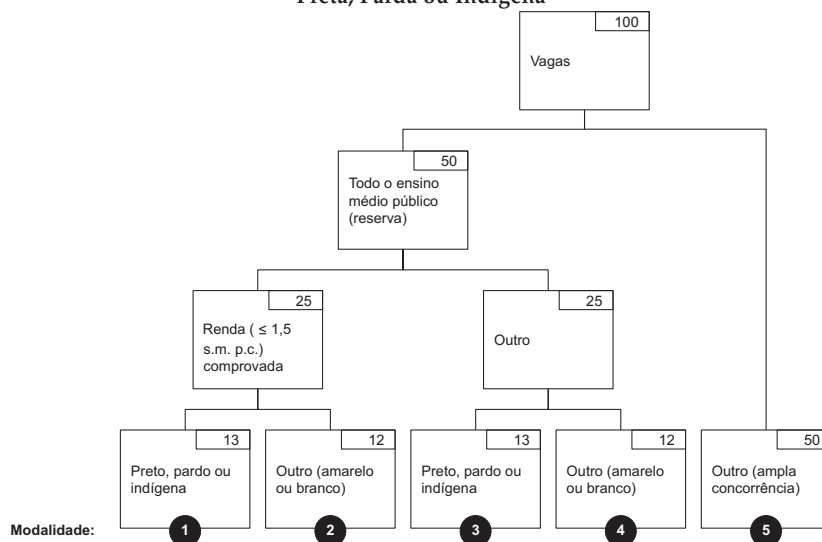 Preta, Parda ou Indígena
100
Vagas
50
Todo o ensino
médio público
(reserva)
25
Renda ( ≤ 1,5
s.m. p.c.)
comprovada
25
Outro
13
Preto, pardo ou
indígena
12
Outro (amarelo
ou branco)
13
Preto, pardo ou
indígena
12
Outro (amarelo
ou branco)
50
Outro (ampla
concorrência)
Modalidade: 1 2 3 4 5